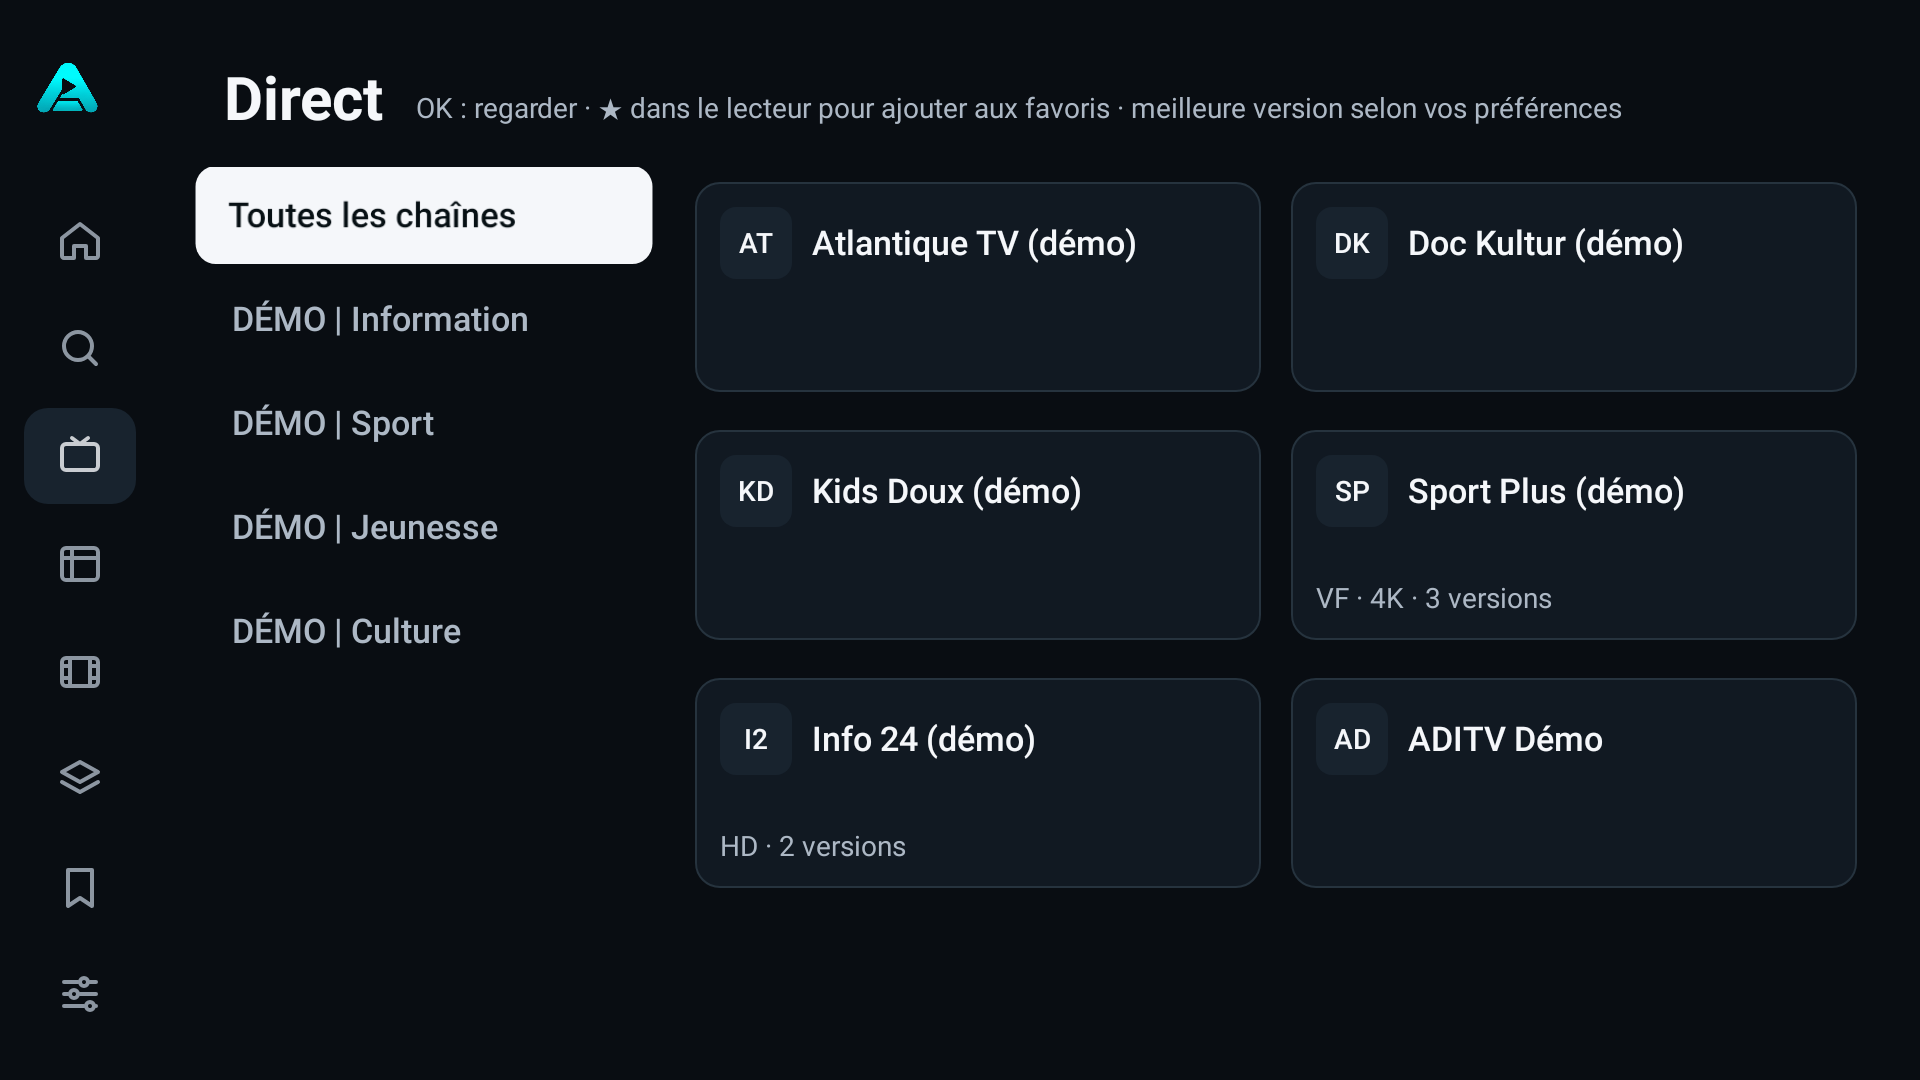 Direct
OK : regarder · ★ dans le lecteur pour ajouter aux favoris · meilleure version selon vos préférences
Toutes les chaînes
DÉMO | Information
DÉMO | Sport
DÉMO | Jeunesse
DÉMO | Culture
AT
Atlantique TV (démo)
DK
Doc Kultur (démo)
KD
Kids Doux (démo)
SP
Sport Plus (démo)
VF · 4K · 3 versions
I2
Info 24 (démo)
HD · 2 versions
AD
ADITV Démo